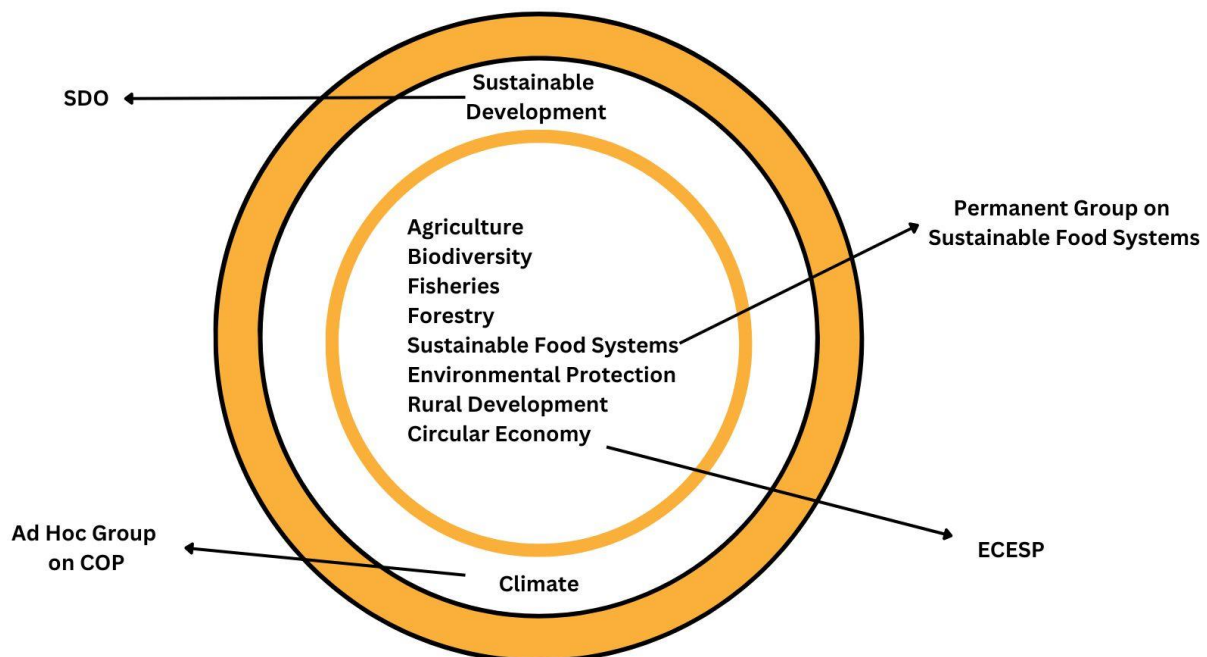 Sustainable
Development
SDO
Permanent Group on
Sustainable Food Systems
Agriculture
Biodiversity
Fisheries
Forestry
Sustainable Food Systems
Environmental Protection
Rural Development
Circular Economy
Ad Hoc Group
on COP
ECESP
Climate